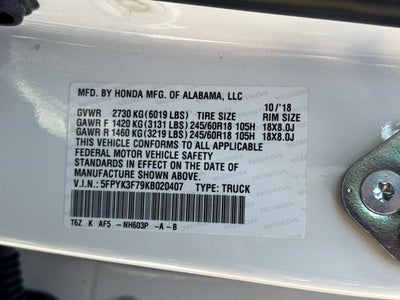 MFD. BY HONDA MFG. OF ALABAMA, LLC
10/'18
GVWR 2730 KG(6019 LBS) TIRE SIZE RIM SIZE
GAWR F 1420 KG(3131 LBS) 245/60R18 105H 18X8.0J
GAWR R 1460 KG(3219 LBS) 245/60R18 105H 18X8.0J
THIS VEHICLE CONFORMS TO ALL APPLICABLE
FEDERAL MOTOR VEHICLE SAFETY
STANDARDS IN EFFECT ON THE DATE OF
MANUFACTURE SHOWN ABOVE.
V.I.N.: 5FPYK3F79KB020407 TYPE: TRUCK
T6Z K AF5 - NH603P -A-B